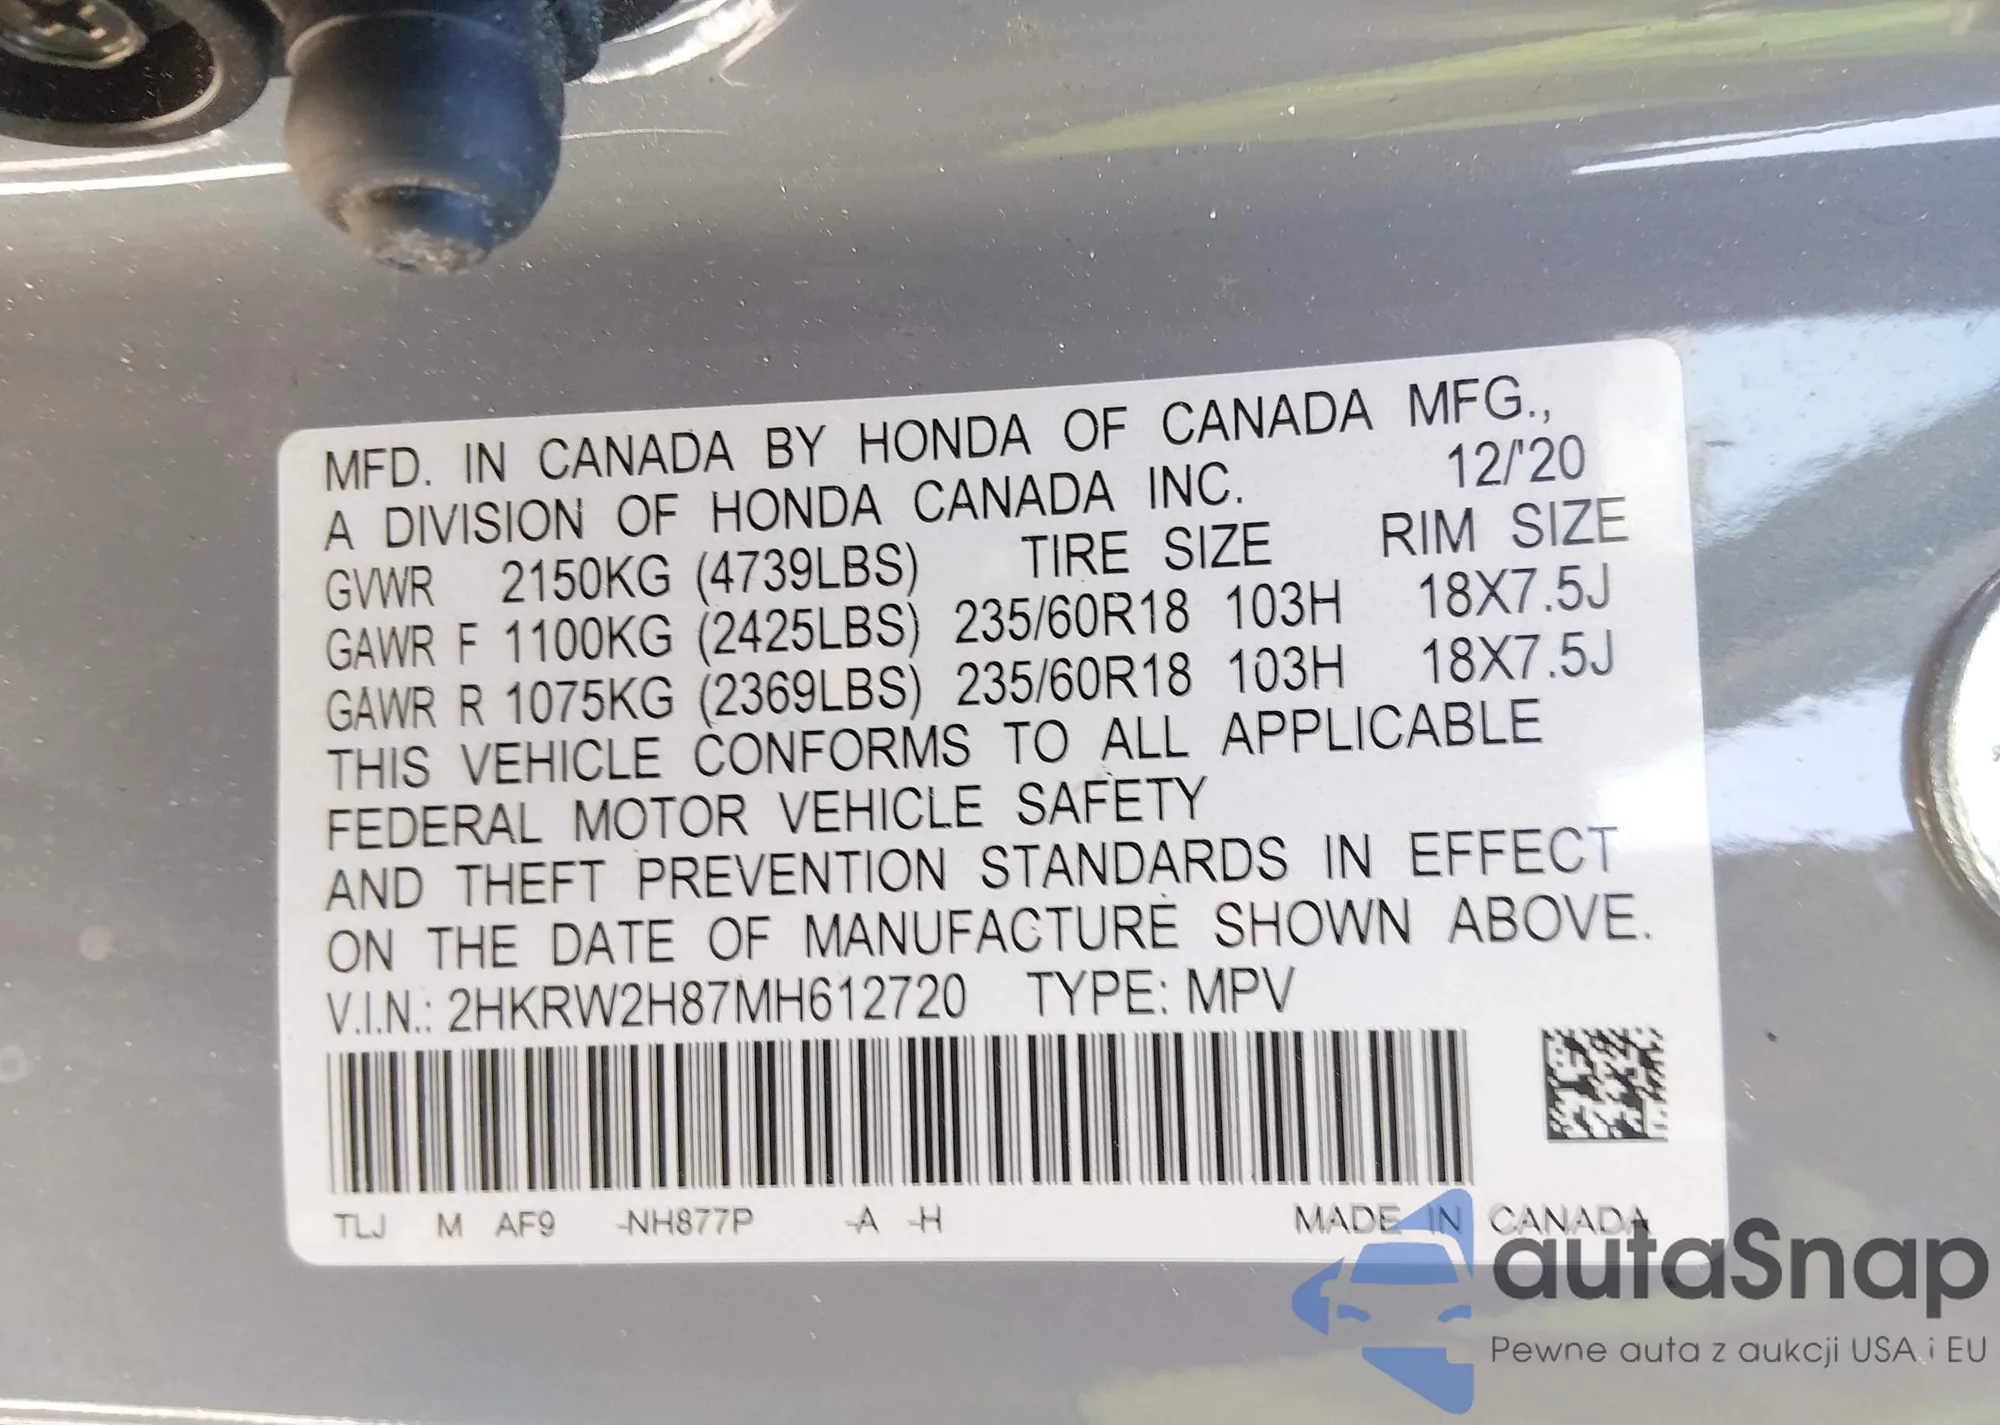 MFD. IN CANADA BY HONDA OF CANADA MFG.,
A DIVISION OF HONDA CANADA INC. 12/'20
GVWR 2150KG (4739LBS) TIRE SIZE RIM SIZE
GAWR F 1100KG (2425LBS) 235/60R18 103H 18X7.5J
GAWR R 1075KG (2369LBS) 235/60R18 103H 18X7.5J
THIS VEHICLE CONFORMS TO ALL APPLICABLE
FEDERAL MOTOR VEHICLE SAFETY
AND THEFT PREVENTION STANDARDS IN EFFECT
ON THE DATE OF MANUFACTURE SHOWN ABOVE.
V.I.N.: 2HKRW2H87MH612720 TYPE: MPV
TLJ M AF9 -NH877P -A -H MADE IN CANADA
autaSnap
Pewne auta z aukcji USA i EU